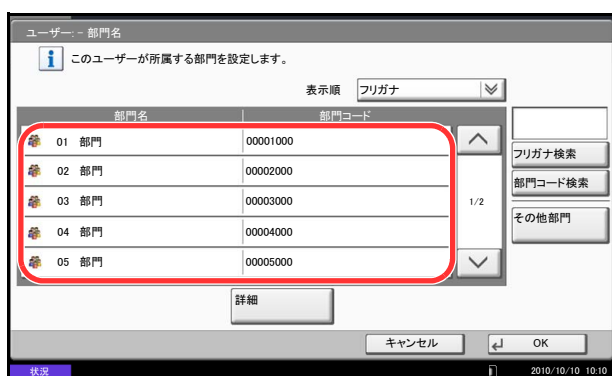 ユーザー: - 部門名
このユーザーが所属する部門を設定します。
表示順 フリガナ
部門名 部門コード
01 部門 00001000
02 部門 00002000
03 部門 00003000
04 部門 00004000
05 部門 00005000
1/2
フリガナ検索
部門コード検索
その他部門
詳細
キャンセル OK
状況 2010/10/10 10:10